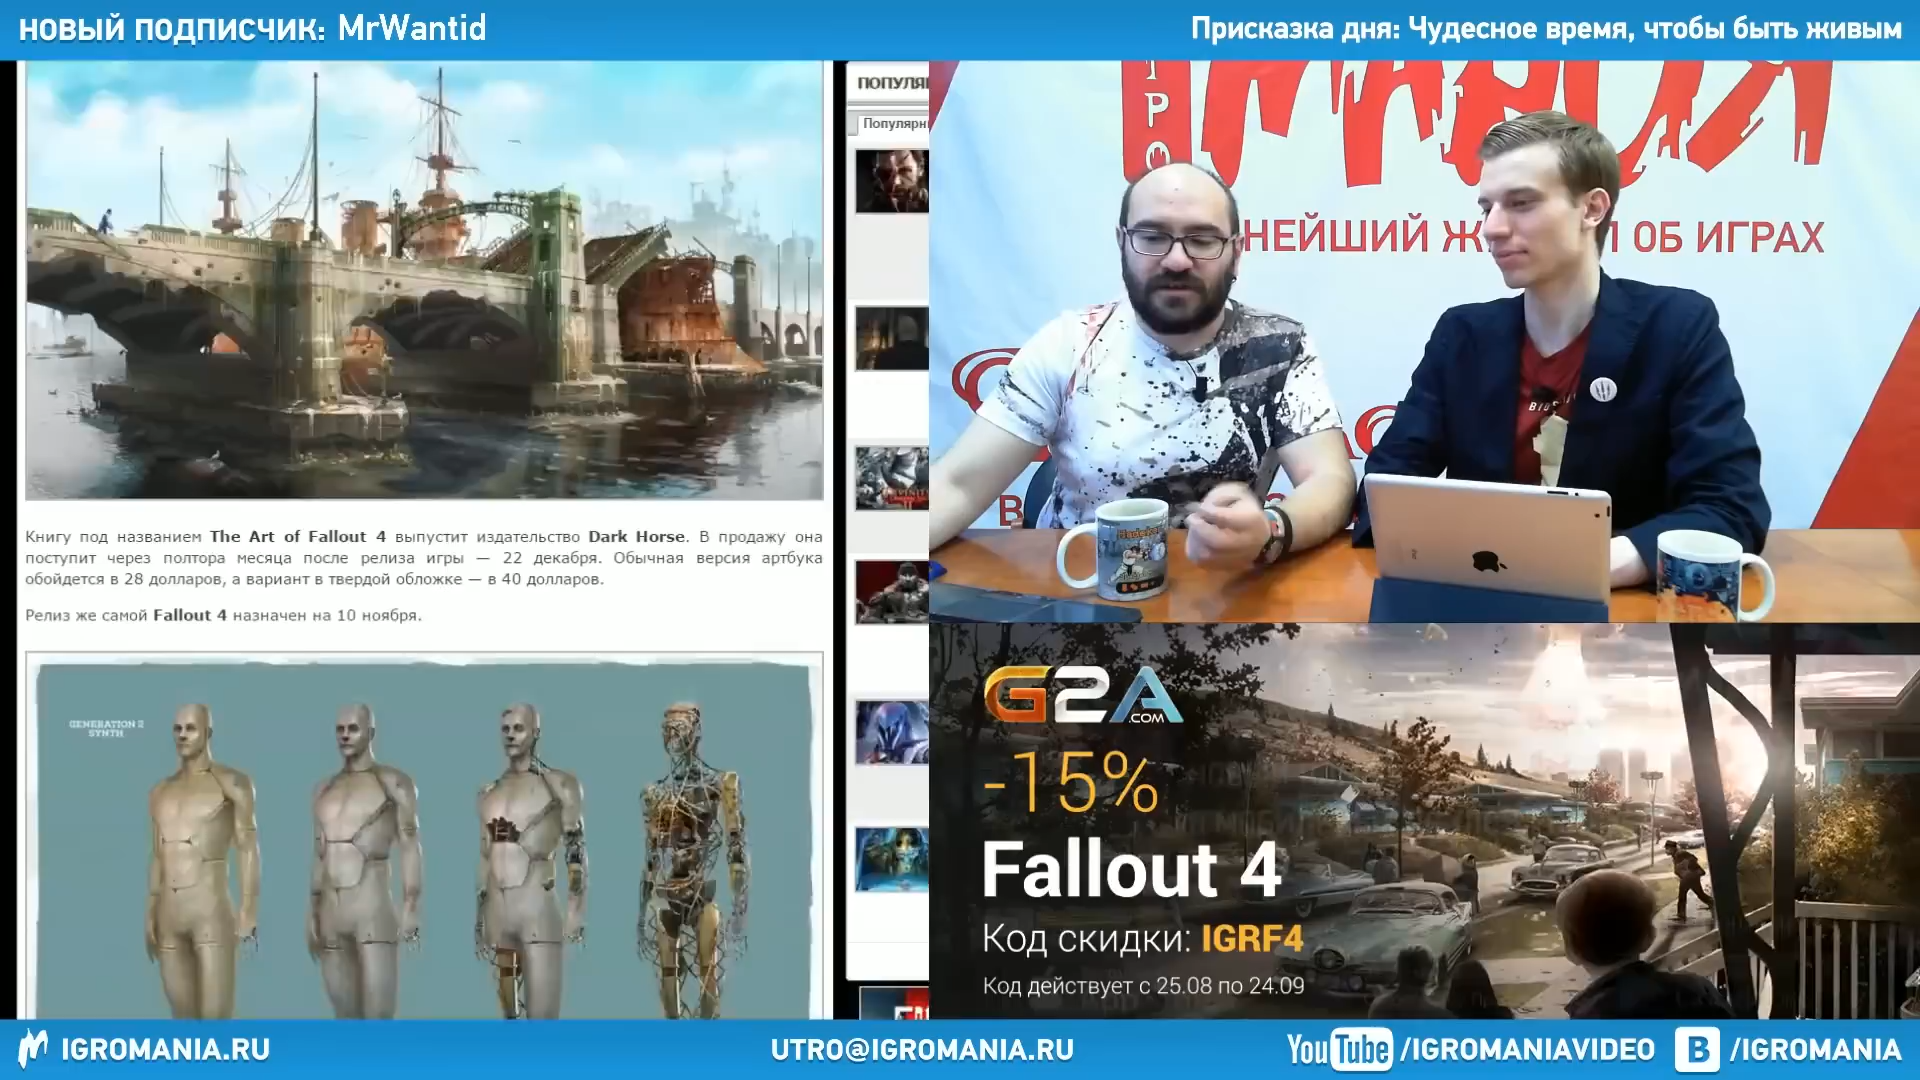 НОВЫЙ ПОДПИСЧИК: MrWantid
Присказка дня: Чудесное время, чтобы быть живым
Популярн
НЕЙШИЙ Ж
ОБ ИГРАХ
Книгу под названием The Art of Fallout 4 выпустит издательство Dark Horse. В продажу она
поступит через полтора месяца после релиза игры — 22 декабря. Обычная версия артбука
обойдется в 28 долларов, а вариант в твердой обложке — в 40 долларов.
Релиз же самой Fallout 4 назначен на 10 ноября.
GENERATION 2
SYNTH
G2A
.COM
-15%
Fallout 4
Код скидки: IGRF4
Код действует с 25.08 по 24.09
IGROMANIA.RU
UTRO@IGROMANIA.RU
YouTube /IGROMANIAVIDEO
В /IGROMANIA